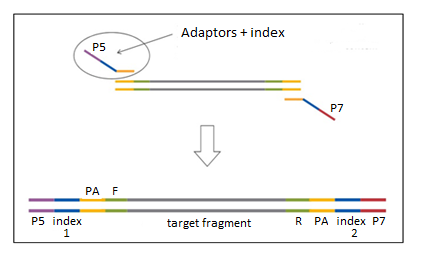 P5 Adaptors + index
P7
PA F
P5 index target fragment R PA index P7
1 2